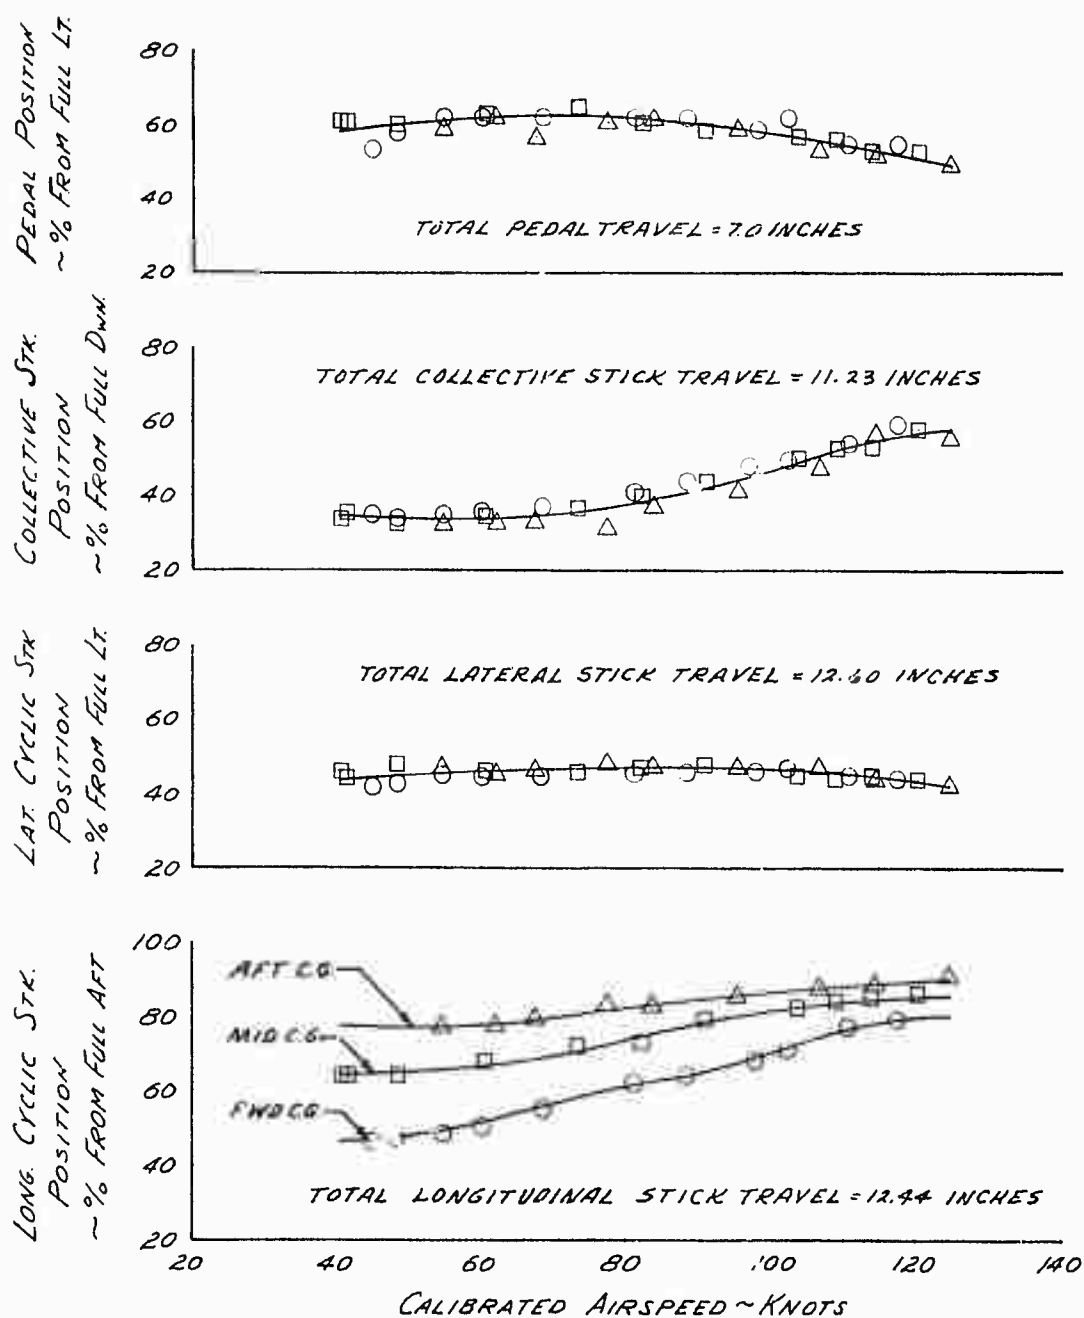 PEDAL POSITION
~% FROM FULL LT.
80
60
40
20
TOTAL PEDAL TRAVEL = 7.0 INCHES
COLLECTIVE STK.
POSITION
~% FROM FULL DWN.
80
60
40
20
TOTAL COLLECTIVE STICK TRAVEL = 11.23 INCHES
LAT. CYCLIC STK
POSITION
~% FROM FULL LT.
80
60
40
20
TOTAL LATERAL STICK TRAVEL = 12.60 INCHES
LONG. CYCLIC STK.
POSITION
~% FROM FULL AFT
100
80
60
40
20
AFT C.G
MID C.G
FWD C.G
TOTAL LONGITUDINAL STICK TRAVEL = 12.44 INCHES
20 40 60 80 100 120 140
CALIBRATED AIRSPEED ~ KNOTS